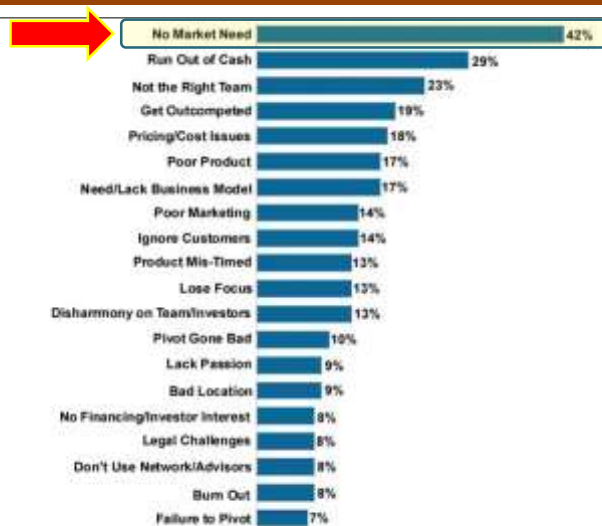 No Market Need 42%
Run Out of Cash 29%
Not the Right Team 23%
Get Outcompeted 19%
Pricing/Cost Issues 18%
Poor Product 17%
Need/Lack Business Model 17%
Poor Marketing 14%
Ignore Customers 14%
Product Mis-Timed 13%
Lose Focus 13%
Disharmony on Team/Investors 13%
Pivot Gone Bad 10%
Lack Passion 9%
Bad Location 9%
No Financing/Investor Interest 8%
Legal Challenges 8%
Don't Use Network/Advisors 8%
Burn Out 8%
Failure to Pivot 7%